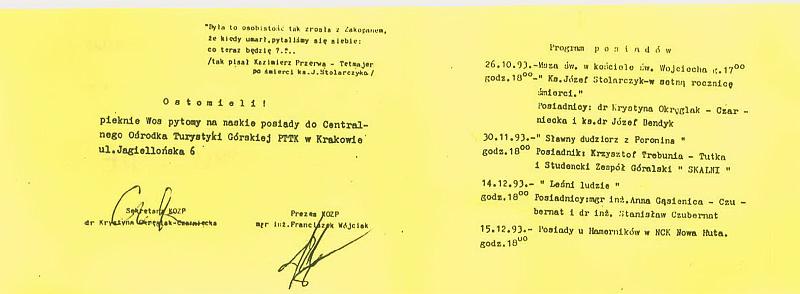 "Była to osobistość tak zrosła z Zakopanem,
że kiedy umarł,pytaliśmy się siebie:
co teraz będzie ?.?..
/tak pisał Kazimierz Przerwa - Tetmajer
po śmierci ks.J.Stolarczyka/
O s t o m i e l i !
pieknie Wos pytomy na naskie posiady do Central-
nego Ośrodka Turystyki Górskiej PTTK w Krakowie
ul.Jagiellońska 6
Sekretarz KOZP
dr Krystyna Okręglak-Czarniecka
Prezes KOZP
mgr inż.Franciszek Wójciak
Program p o s i a d ó w
26.10.93.-Msza św. w kościele św. Wojciecha g.17⁰⁰
godz.18⁰⁰-" Ks.Józef Stolarczyk-w setną rocznicę
śmierci."
Posiadnicy: dr Krystyna Okręglak - Czar -
niecka i ks.dr Józef Bendyk
30.11.93-" Sławny dudziorz z Poronina "
godz.18⁰⁰ Posiadnik: Krzysztof Trebunia - Tutka
i Studencki Zespół Góralski " SKALNI "
14.12.93- " Leśni ludzie "
godz.18⁰⁰ Posiadnicy:mgr inż.Anna Gąsienica - Czu -
bernat i dr inż. Stanisław Czubernat
15.12.93.- Posiady u Hamerników w NCK Nowa Huta.
godz.18⁰⁰